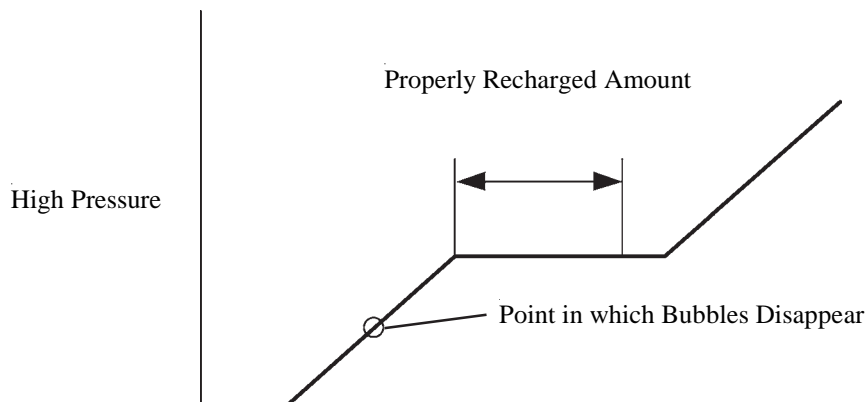 Properly Recharged Amount
High Pressure
Point in which Bubbles Disappear